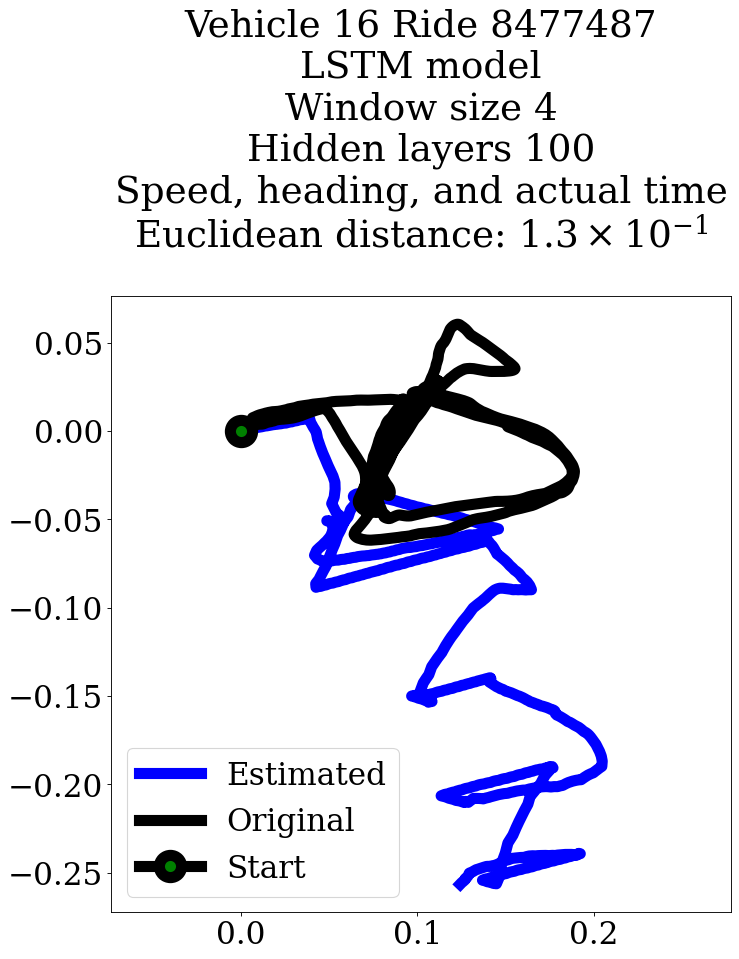 Vehicle 16 Ride 8477487
LSTM model
Window size 4
Hidden layers 100
Speed, heading, and actual time
Euclidean distance: 1.3 × 10⁻¹
0.05
0.00
−0.05
−0.10
−0.15
−0.20
−0.25
Estimated
Original
Start
0.0 0.1 0.2